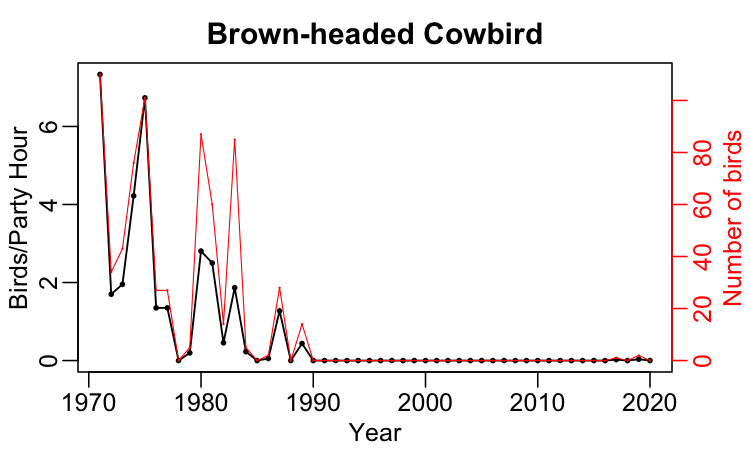 Brown-headed Cowbird
Birds/Party Hour
0 2 4 6
1970 1980 1990 2000 2010 2020
Year
0 20 40 60 80
Number of birds